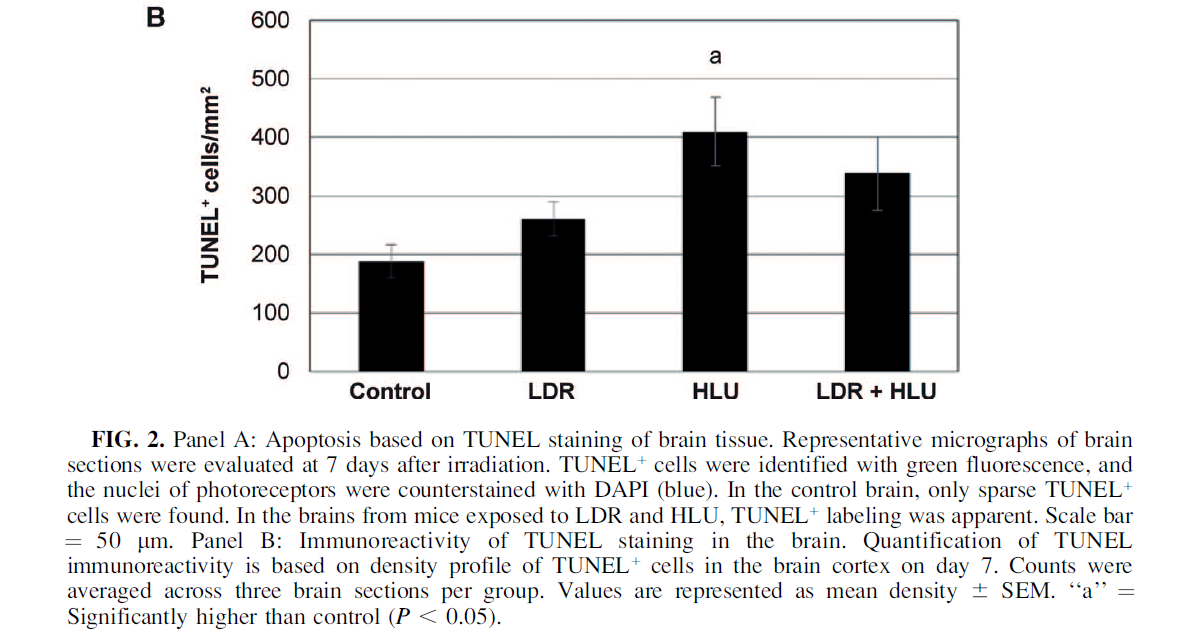 B
600
500
400
300
200
100
0
TUNEL⁺ cells/mm²
a
Control LDR HLU LDR + HLU
FIG. 2. Panel A: Apoptosis based on TUNEL staining of brain tissue. Representative micrographs of brain
sections were evaluated at 7 days after irradiation. TUNEL⁺ cells were identified with green fluorescence, and
the nuclei of photoreceptors were counterstained with DAPI (blue). In the control brain, only sparse TUNEL⁺
cells were found. In the brains from mice exposed to LDR and HLU, TUNEL⁺ labeling was apparent. Scale bar
= 50 μm. Panel B: Immunoreactivity of TUNEL staining in the brain. Quantification of TUNEL
immunoreactivity is based on density profile of TUNEL⁺ cells in the brain cortex on day 7. Counts were
averaged across three brain sections per group. Values are represented as mean density ± SEM. ‘‘a’’ =
Significantly higher than control (P < 0.05).